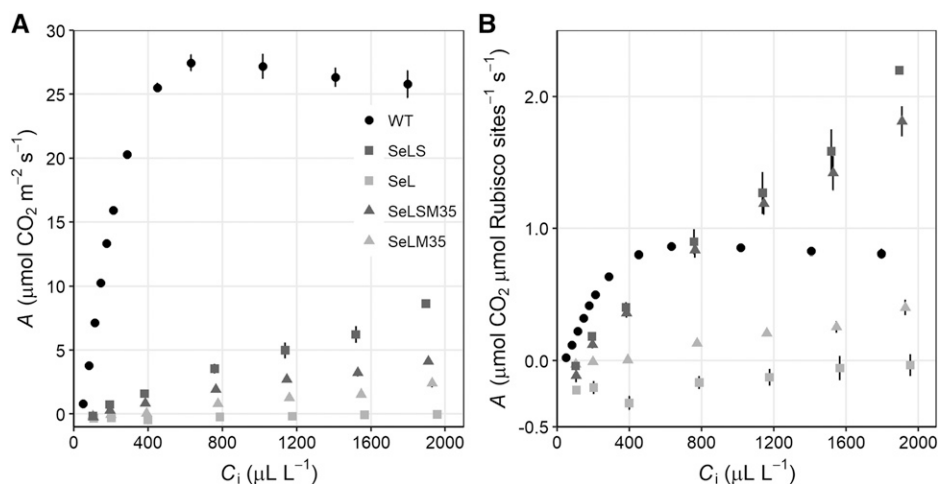 A
B
30
25
20
15
10
5
0
A (μmol CO₂ m⁻² s⁻¹)
0
400
800
1200
1600
2000
Cᵢ (μL L⁻¹)
WT
SeLS
SeL
SeLSM35
SeLM35
2.0
1.0
0.0
-0.5
A (μmol CO₂ μmol Rubisco sites⁻¹ s⁻¹)
0
400
800
1200
1600
2000
Cᵢ (μL L⁻¹)